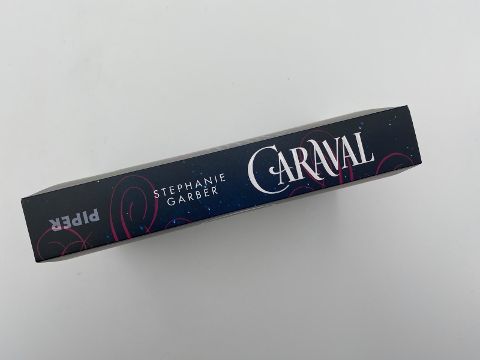 CARAVAL
STEPHANIE
GARBER
PIPER